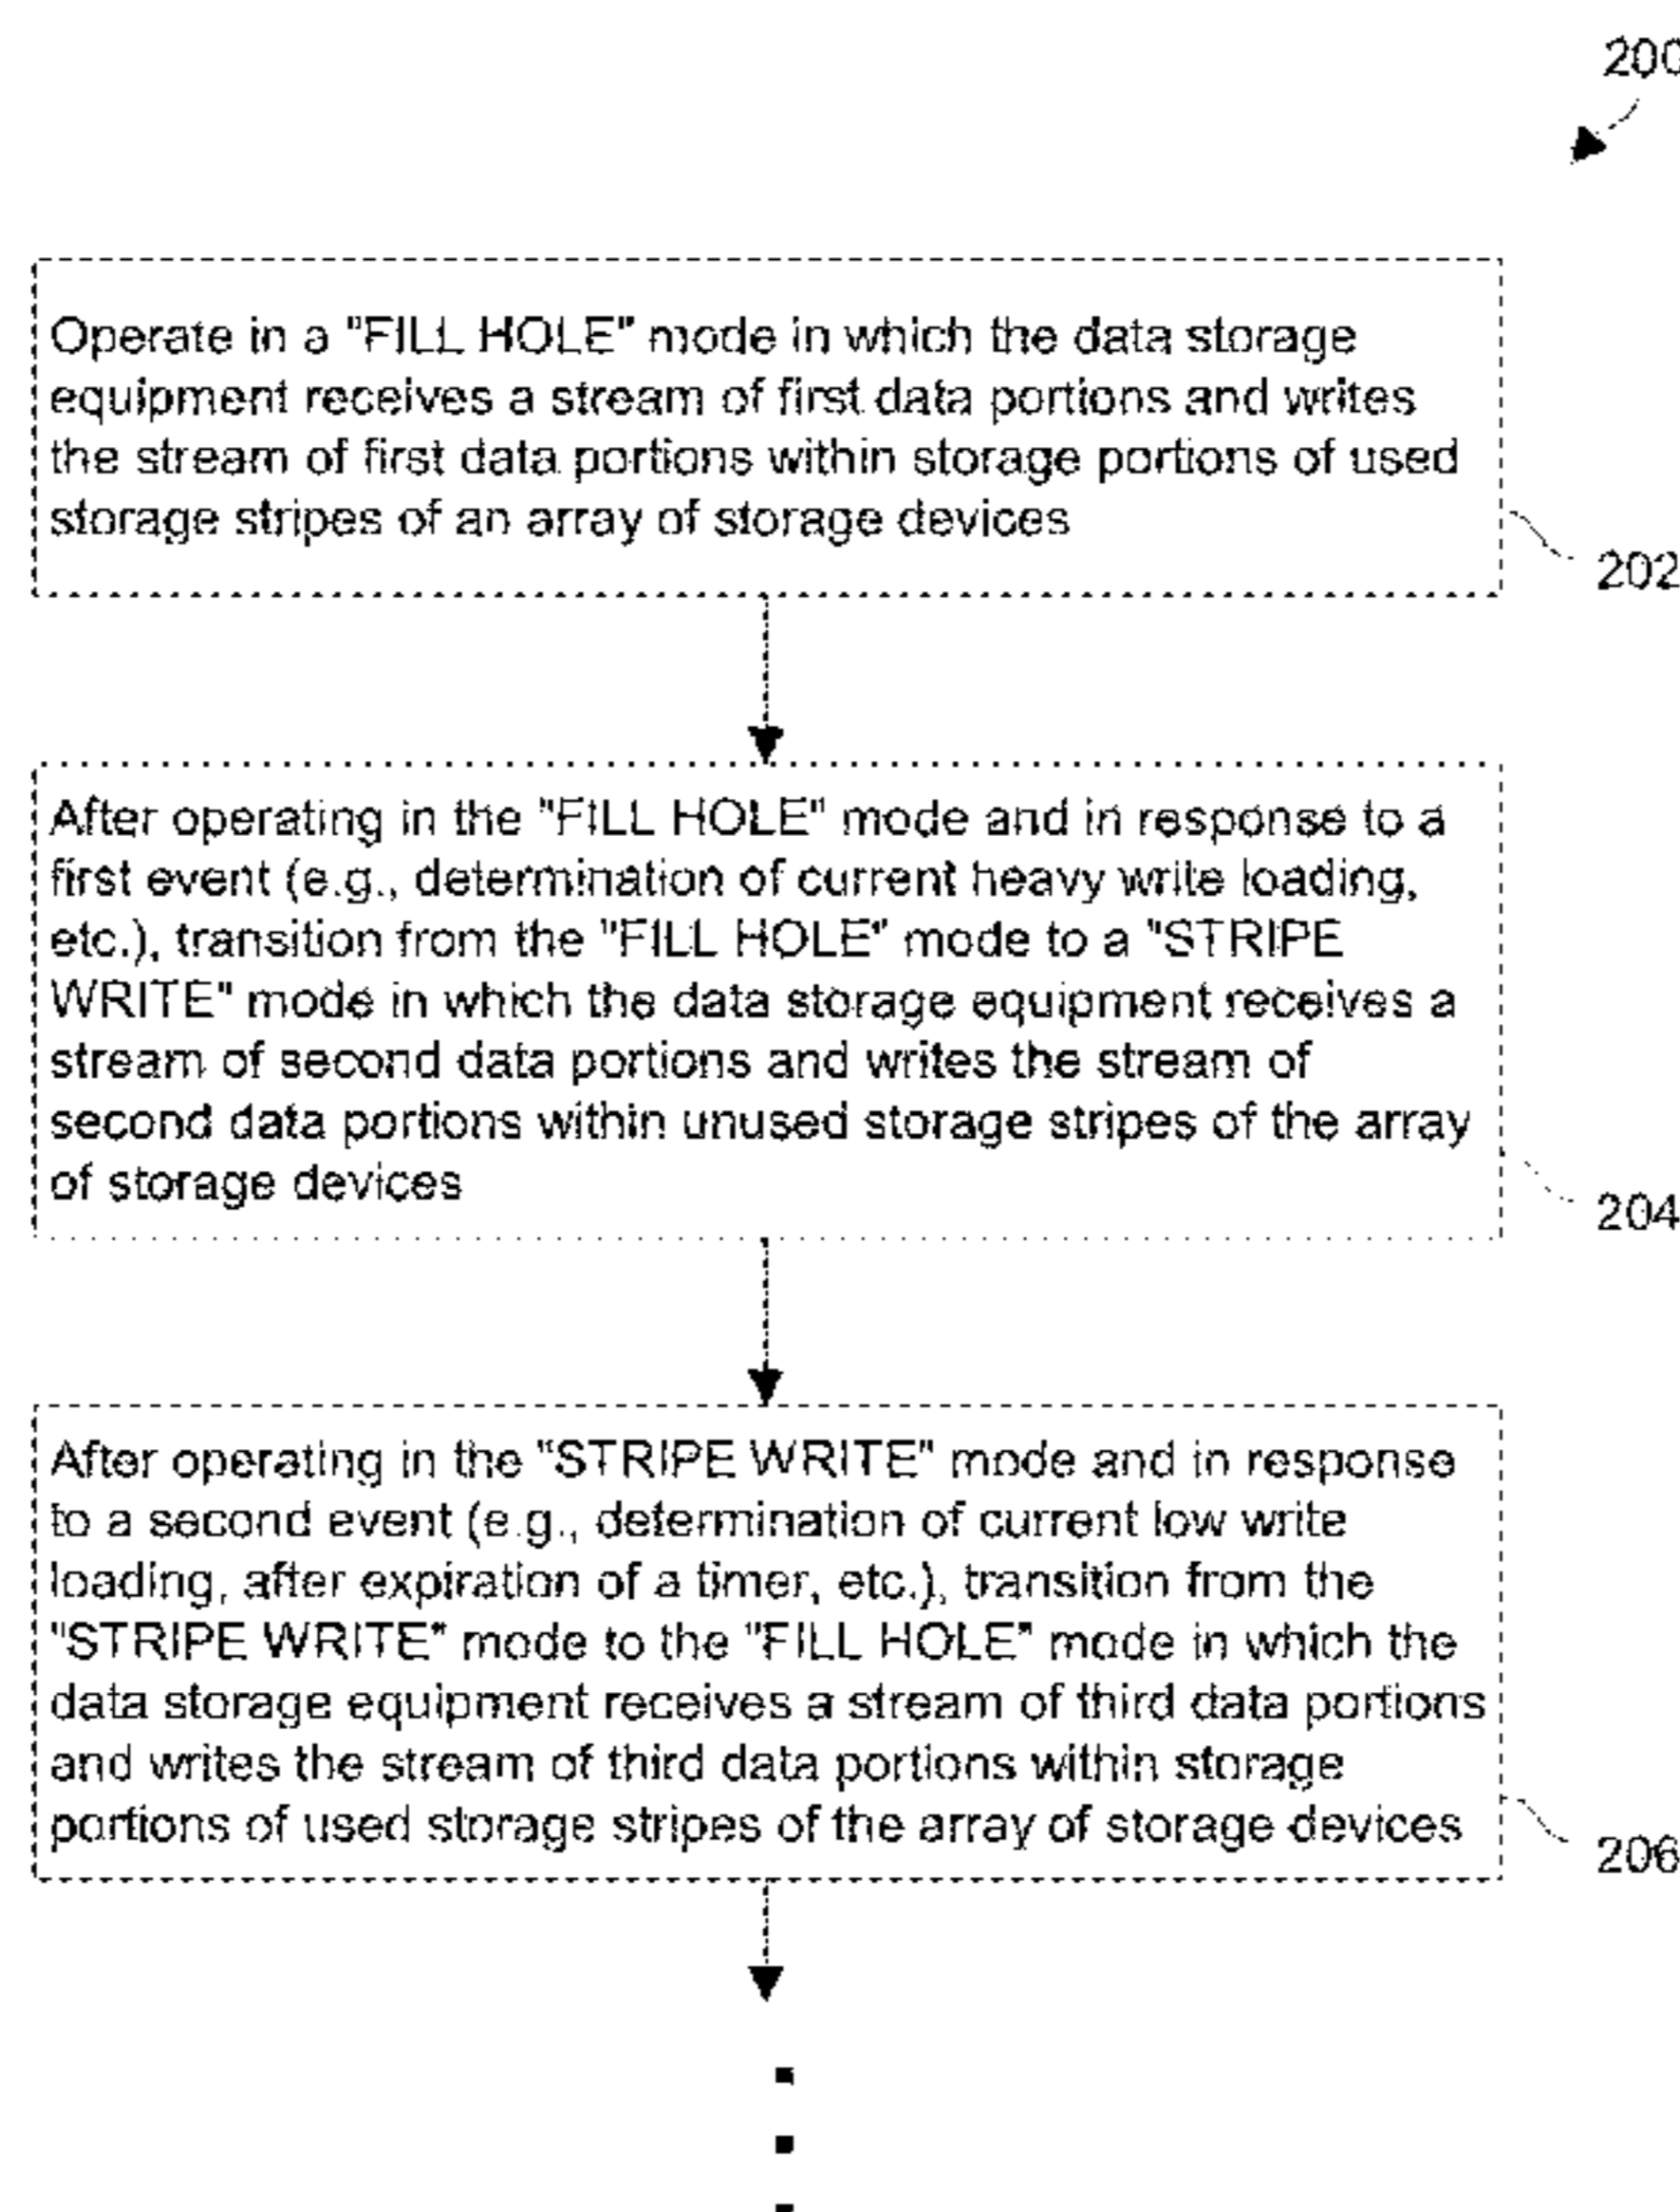 200
Operate in a "FILL HOLE" mode in which the data storage
equipment receives a stream of first data portions and writes
the stream of first data portions within storage portions of used
storage stripes of an array of storage devices
202
After operating in the "FILL HOLE" mode and in response to a
first event (e.g., determination of current heavy write loading,
etc.), transition from the "FILL HOLE" mode to a "STRIPE
WRITE" mode in which the data storage equipment receives a
stream of second data portions and writes the stream of
second data portions within unused storage stripes of the array
of storage devices
204
After operating in the "STRIPE WRITE" mode and in response
to a second event (e.g., determination of current low write
loading, after expiration of a timer, etc.), transition from the
"STRIPE WRITE" mode to the "FILL HOLE" mode in which the
data storage equipment receives a stream of third data portions
and writes the stream of third data portions within storage
portions of used storage stripes of the array of storage devices
206